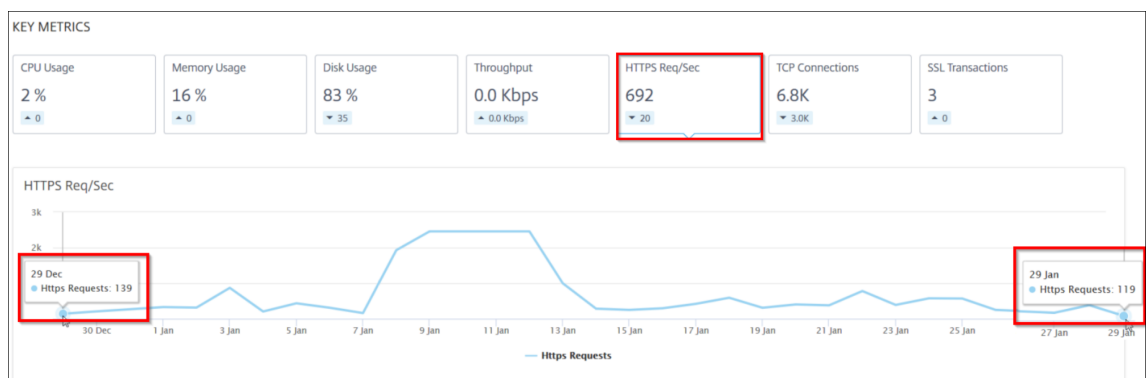 KEY METRICS
CPU Usage
2 %
▲ 0
Memory Usage
16 %
▲ 0
Disk Usage
83 %
▼ 35
Throughput
0.0 Kbps
▲ 0.0 Kbps
HTTPS Req/Sec
692
▼ 20
TCP Connections
6.8K
▼ 3.0K
SSL Transactions
3
▲ 0
HTTPS Req/Sec
3k
2k
29 Dec
Https Requests: 139
29 Jan
Https Requests: 119
30 Dec 1 Jan 3 Jan 5 Jan 7 Jan 9 Jan 11 Jan 13 Jan 15 Jan 17 Jan 19 Jan 21 Jan 23 Jan 25 Jan 27 Jan 29 Jan
Https Requests